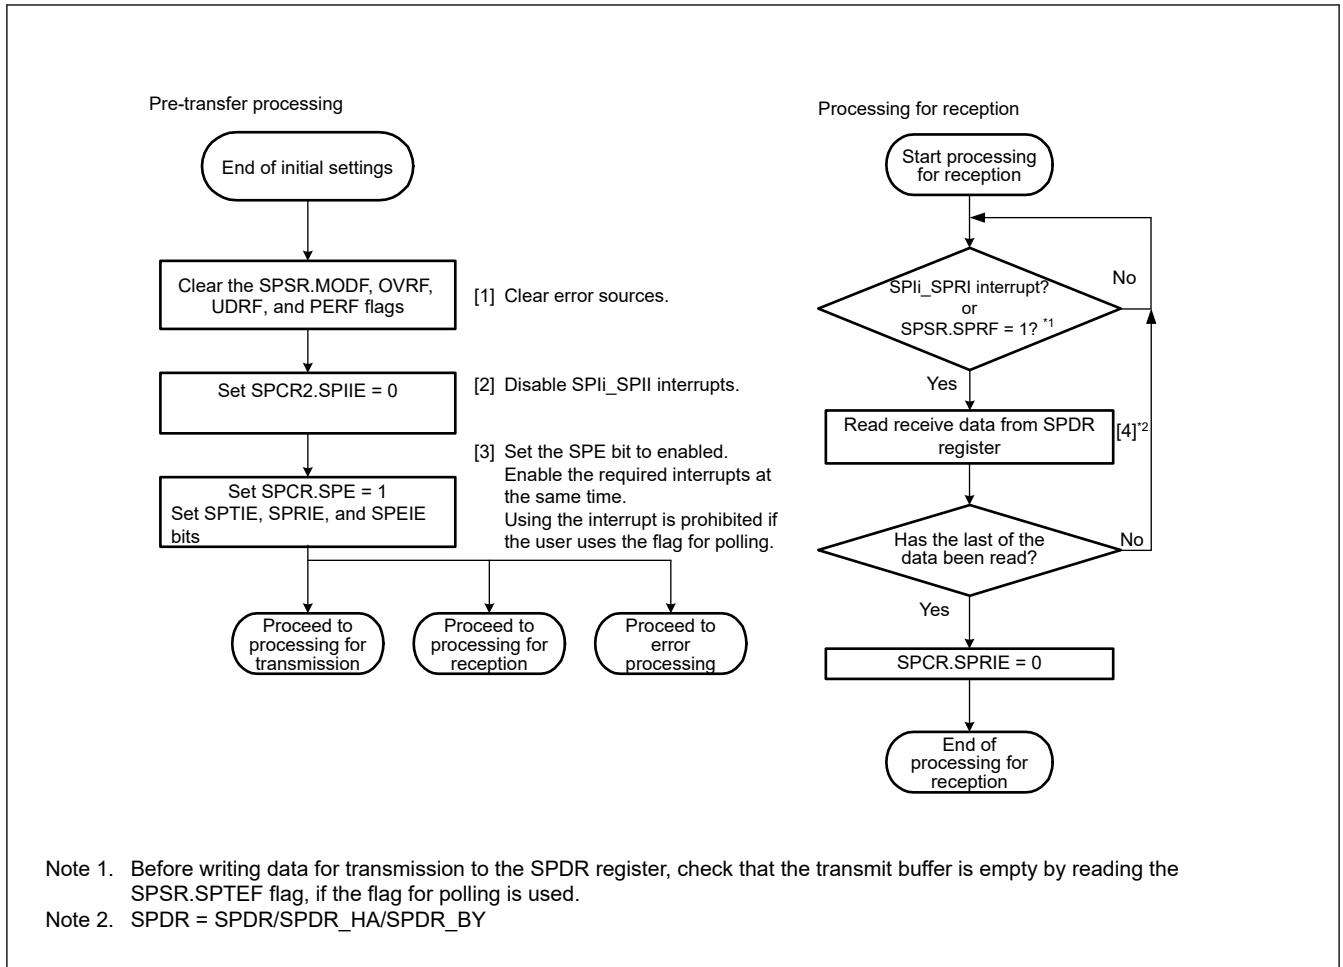 Pre-transfer processing
End of initial settings
Clear the SPSR.MODF, OVRF,
UDRF, and PERF flags
[1] Clear error sources.
Set SPCR2.SPIIE = 0
[2] Disable SPIi_SPII interrupts.
Set SPCR.SPE = 1
Set SPTIE, SPRIE, and SPEIE
bits
[3] Set the SPE bit to enabled.
Enable the required interrupts at
the same time.
Using the interrupt is prohibited if
the user uses the flag for polling.
Proceed to
processing for
transmission
Proceed to
processing for
reception
Proceed to
error
processing
Processing for reception
Start processing
for reception
SPIi_SPRI interrupt?
or
SPSR.SPRF = 1? *1
No
Yes
Read receive data from SPDR
register
[4]*2
Has the last of the
data been read?
No
Yes
SPCR.SPRIE = 0
End of
processing for
reception
Note 1. Before writing data for transmission to the SPDR register, check that the transmit buffer is empty by reading the
SPSR.SPTEF flag, if the flag for polling is used.
Note 2. SPDR = SPDR/SPDR_HA/SPDR_BY